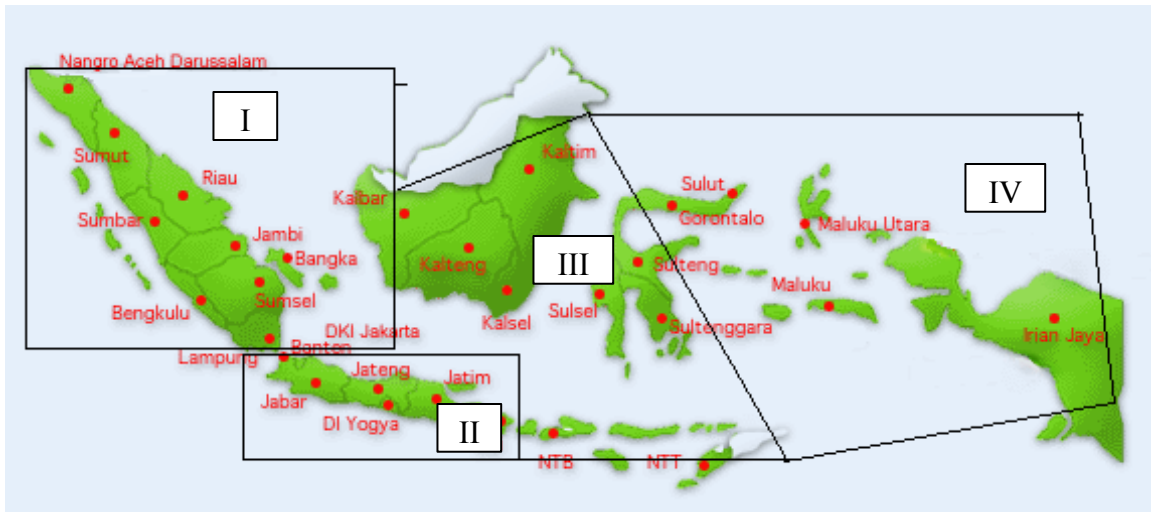 Nangro Aceh Darussalam
I
Sumut
Riau
Sumbar
Jambi
Bangka
Sumsel
Bengkulu
Lampung
DKI Jakarta
Banten
Jabar
Jateng
DI Yogya
Jatim
II
Kalbar
Kaltim
Kalteng
Kalsel
III
Sulut
Gorontalo
Sulteng
Sulsel
Sultenggara
NTB
NTT
IV
Maluku Utara
Maluku
Irian Jaya